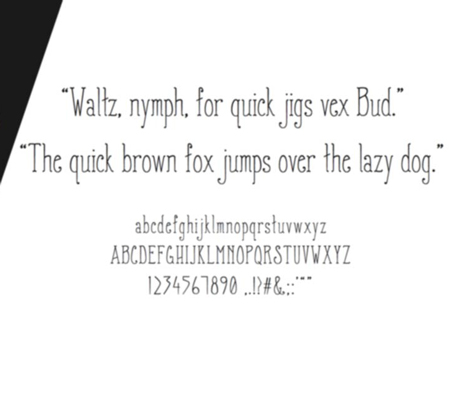 “Waltz, nymph, for quick jigs vex Bud.”
“The quick brown fox jumps over the lazy dog.”
abcdefghijklmnopqrstuvwxyz
ABCDEFGHIJKLMNOPQRSTUVWXYZ
1234567890 ,.!?#&;:'“”